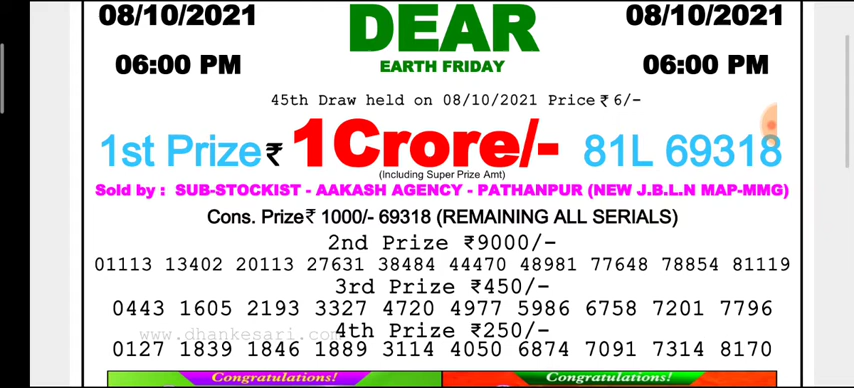 08/10/2021 DEAR 08/10/2021
06:00 PM EARTH FRIDAY 06:00 PM
45th Draw held on 08/10/2021 Price ₹ 6/-
1st Prize ₹ 1Crore/- 81L 69318
(Including Super Prize Amt)
Sold by : SUB-STOCKIST - AAKASH AGENCY - PATHANPUR (NEW J.B.L.N MAP-MMG)
Cons. Prize₹ 1000/- 69318 (REMAINING ALL SERIALS)
2nd Prize ₹9000/-
01113 13402 20113 27631 38484 44470 48981 77648 78854 81119
3rd Prize ₹450/-
0443 1605 2193 3327 4720 4977 5986 6758 7201 7796
www.dhankesari.com
4th Prize ₹250/-
0127 1839 1846 1889 3114 4050 6874 7091 7314 8170
Congratulations! Congratulations!